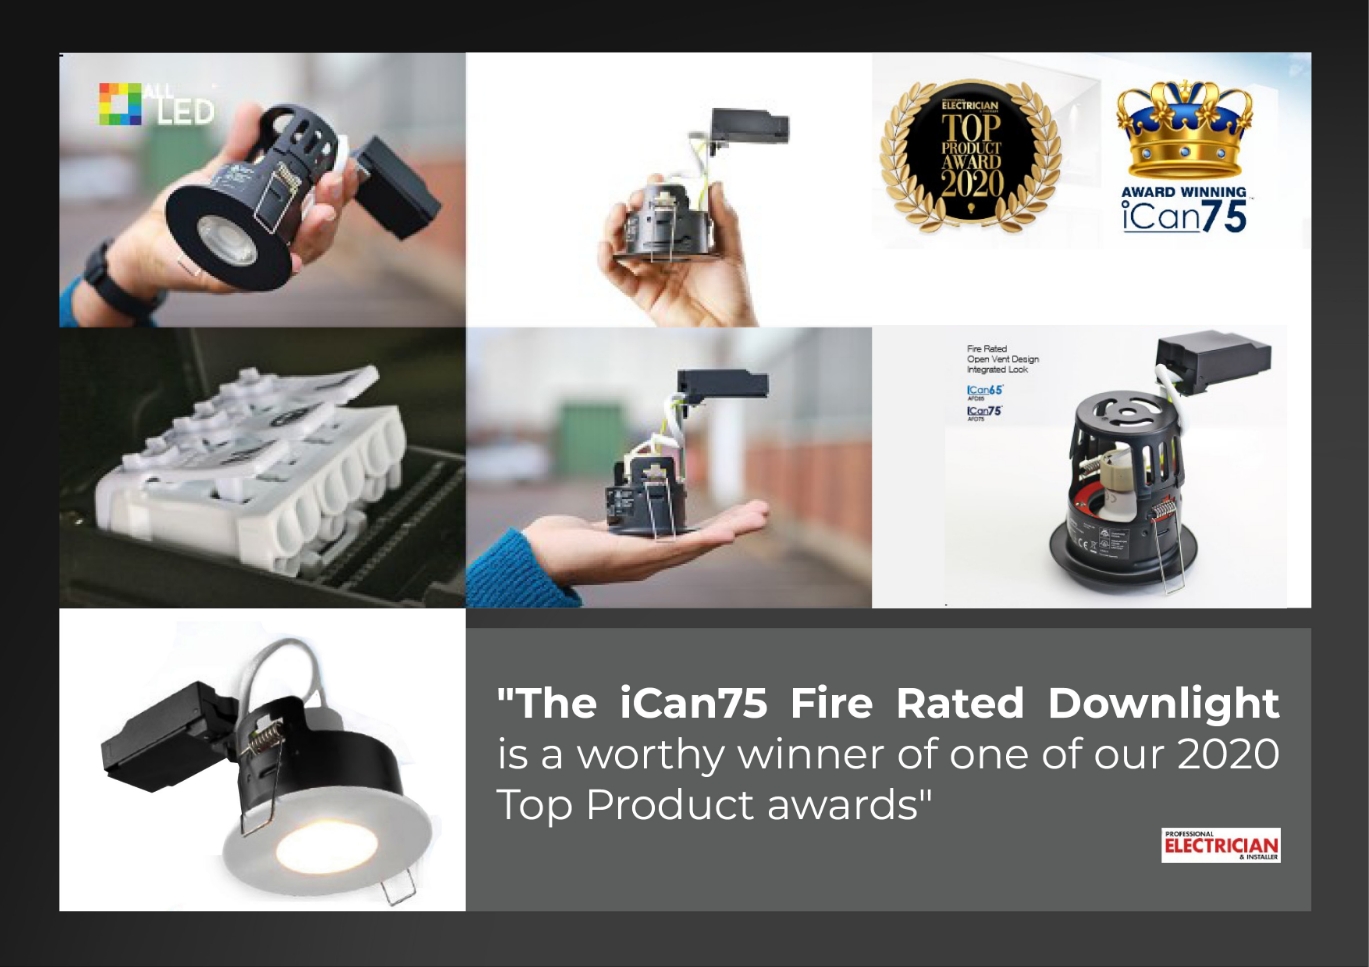 ALL
LED
PROFESSIONAL
ELECTRICIAN
& INSTALLER
TOP
PRODUCT
AWARD
2020
AWARD WINNING
iCan75
Fire Rated
Open Vent Design
Integrated Look
iCan65
AFD65
iCan75
AFD75
"The iCan75 Fire Rated Downlight
is a worthy winner of one of our 2020
Top Product awards"
PROFESSIONAL
ELECTRICIAN
& INSTALLER